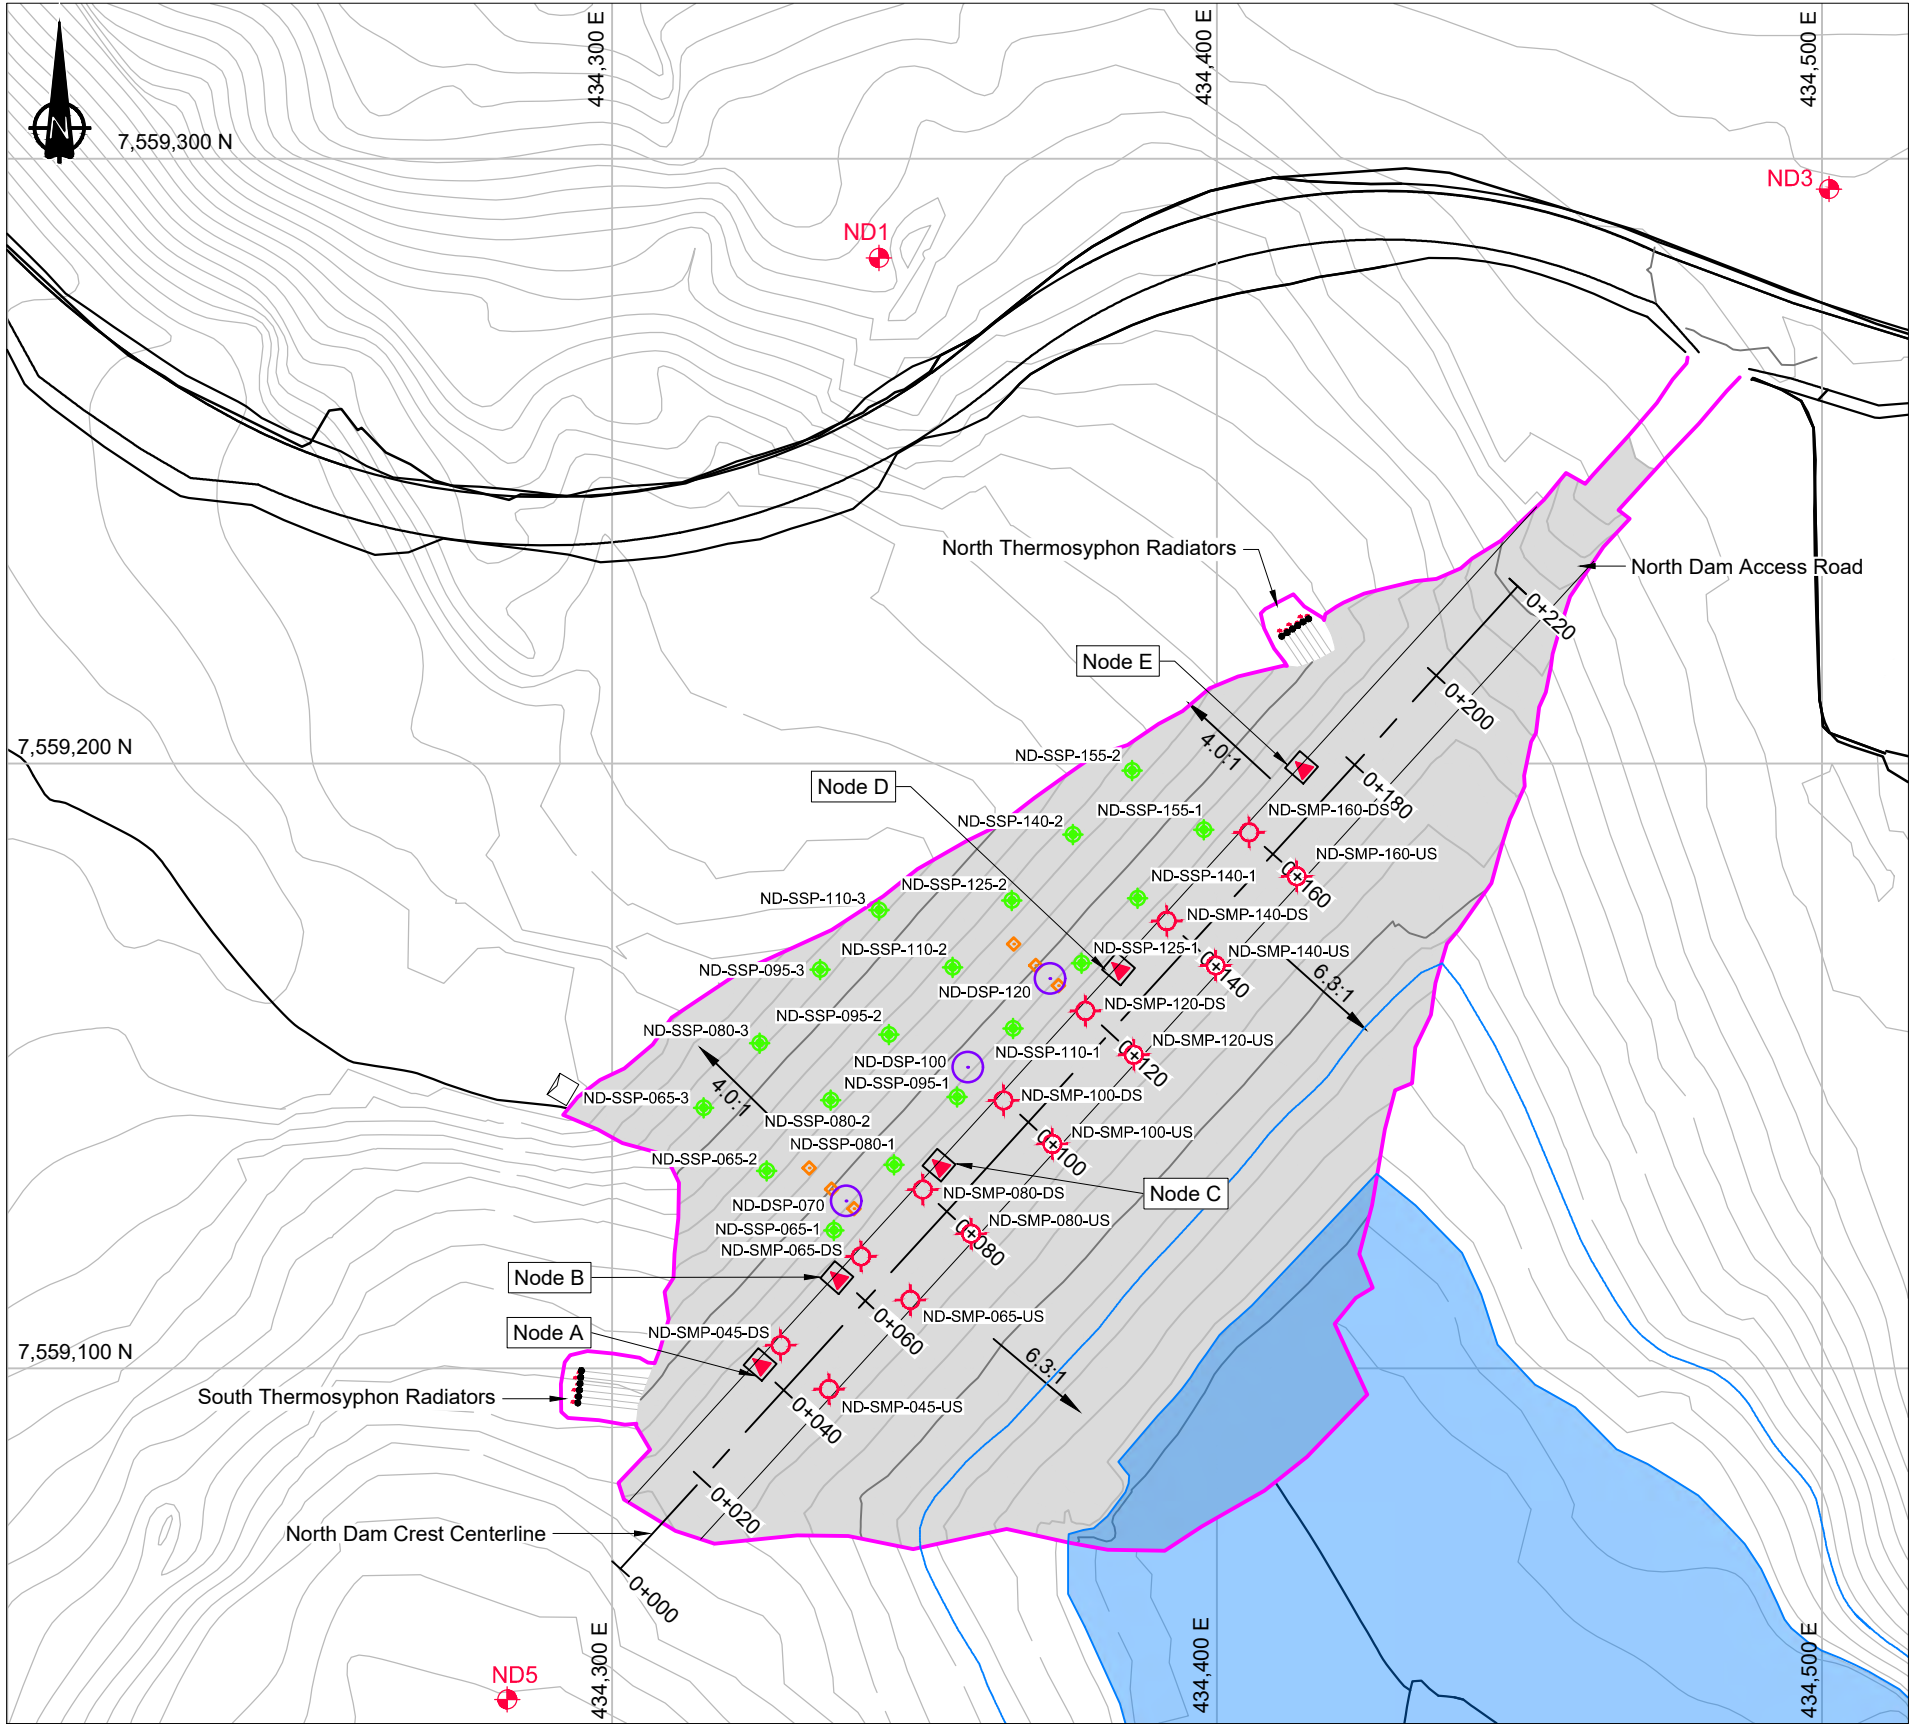 434,300 E
434,400 E
434,500 E
N
7,559,300 N
ND3
ND1
North Thermosyphon Radiators
North Dam Access Road
0+220
Node E
0+200
7,559,200 N
4.0:1
ND-SSP-155-2
Node D
0+180
ND-SSP-155-1
ND-SMP-160-DS
ND-SSP-140-2
ND-SMP-160-US
0+160
ND-SSP-125-2
ND-SSP-140-1
ND-SSP-110-3
ND-SMP-140-DS
ND-SSP-110-2
ND-SSP-125-1
ND-SMP-140-US
0+140
6.3:1
ND-SSP-095-3
ND-DSP-120
ND-SMP-120-DS
ND-SSP-095-2
ND-SSP-080-3
ND-SMP-120-US
0+120
ND-SSP-110-1
ND-DSP-100
ND-SSP-095-1
4.0:1
ND-SSP-065-3
ND-SMP-100-DS
ND-SSP-080-2
ND-SMP-100-US
0+100
ND-SSP-080-1
ND-SSP-065-2
ND-SMP-080-DS
Node C
ND-DSP-070
ND-SMP-080-US
0+080
ND-SSP-065-1
ND-SMP-065-DS
Node B
ND-SMP-065-US
0+060
Node A
ND-SMP-045-DS
7,559,100 N
6.3:1
South Thermosyphon Radiators
ND-SMP-045-US
0+040
0+020
North Dam Crest Centerline
0+000
ND5
434,300 E
434,400 E
434,500 E